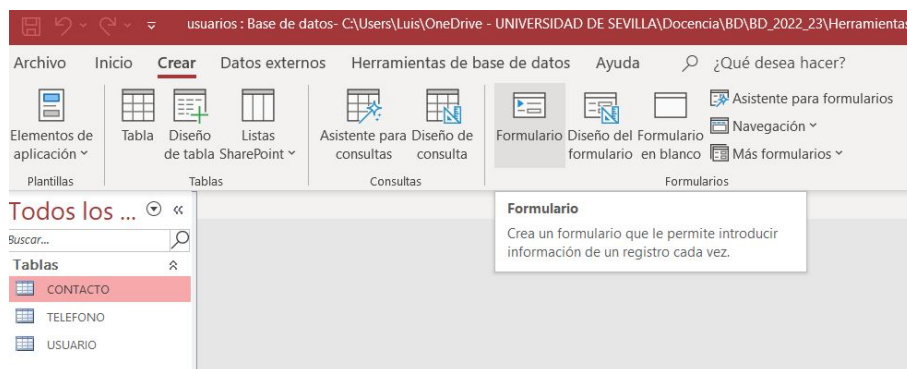 usuarios : Base de datos- C:\Users\Luis\OneDrive - UNIVERSIDAD DE SEVILLA\Docencia\BD\BD_2022_23\Herramientas
Archivo Inicio Crear Datos externos Herramientas de base de datos Ayuda ¿Qué desea hacer?
Elementos de aplicación
Tabla
Diseño de tabla
Listas SharePoint
Asistente para consultas
Diseño de consulta
Formulario
Diseño del formulario
Formulario en blanco
Asistente para formularios
Navegación
Más formularios
Plantillas Tablas Consultas Formularios
Todos los ...
Buscar...
Tablas
CONTACTO
TELEFONO
USUARIO
Formulario
Crea un formulario que le permite introducir
información de un registro cada vez.